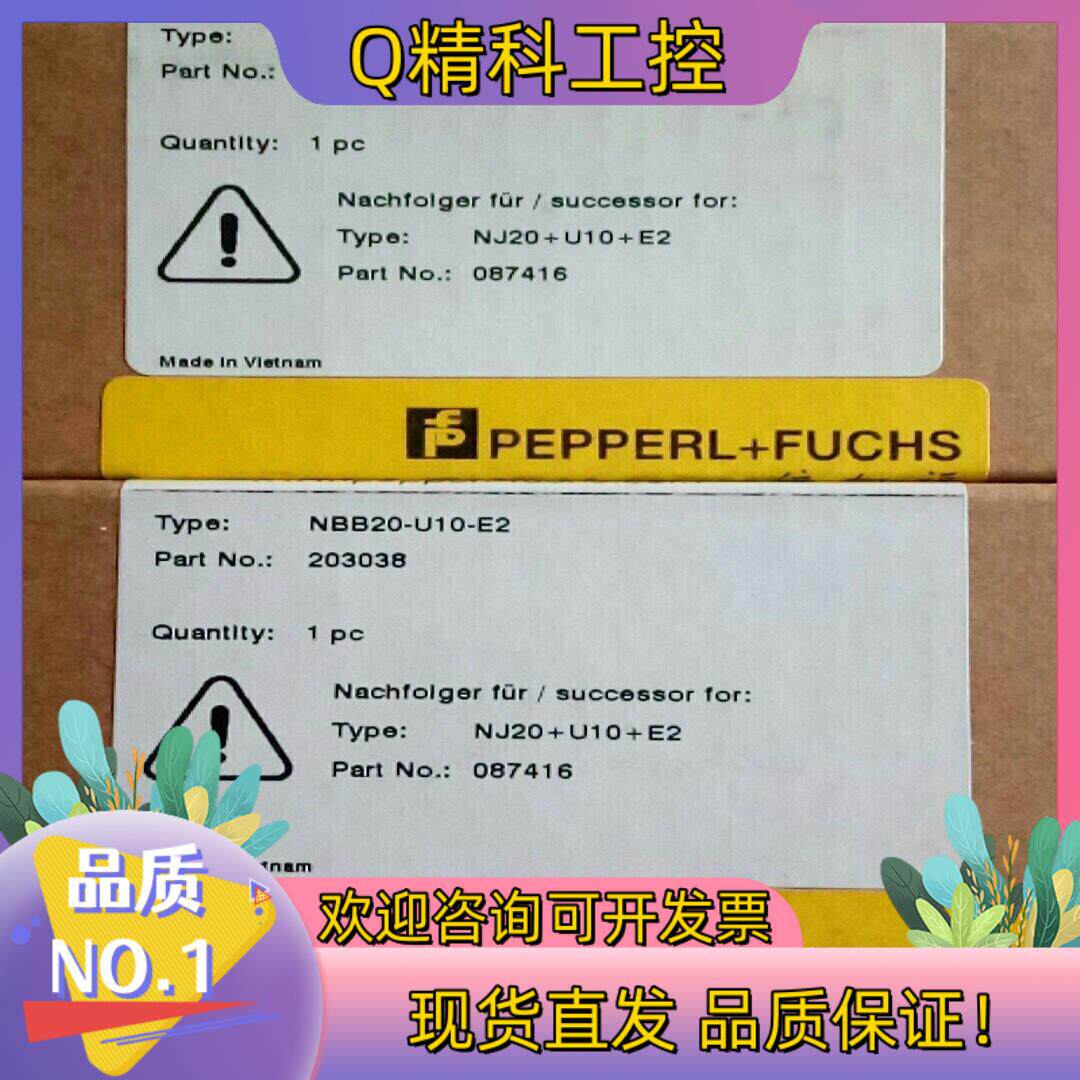 Q精科工控
Type:
Part No.:
Quantity: 1 pc
Nachfolger für / successor for:
Type: NJ20+U10+E2
Part No.: 087416
Made in Vietnam
PEPPERL+FUCHS
Type: NBB20-U10-E2
Part No.: 203038
Quantity: 1 pc
Nachfolger für / successor for:
Type: NJ20+U10+E2
Part No.: 087416
tnam
品质
NO.1
欢迎咨询可开发票
现货直发 品质保证!